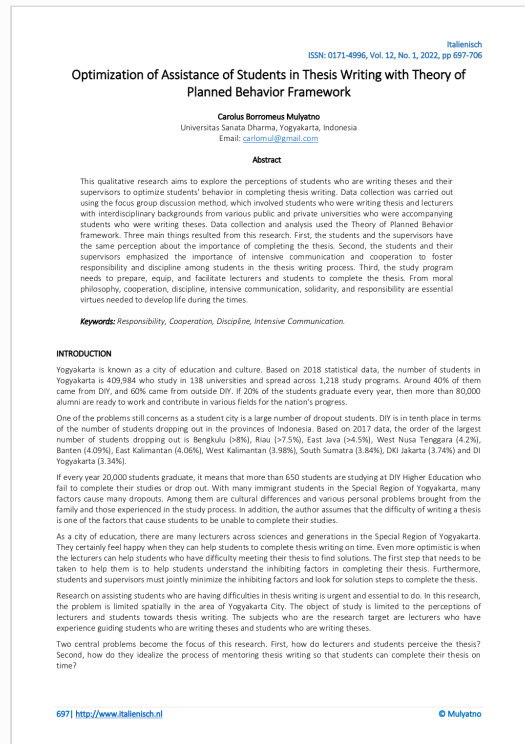 Italienisch
ISSN: 0171-4996, Vol. 12, No. 1, 2022, pp 697-706
Optimization of Assistance of Students in Thesis Writing with Theory of
Planned Behavior Framework
Carolus Borromeus Mulyatno
Universitas Sanata Dharma, Yogyakarta, Indonesia
Email: carlomul@gmail.com
Abstract
This qualitative research aims to explore the perceptions of students who are writing theses and their
supervisors to optimize students' behavior in completing thesis writing. Data collection was carried out
using the focus group discussion method, which involved students who were writing thesis and lecturers
with interdisciplinary backgrounds from various public and private universities who were accompanying
students who were writing theses. Data collection and analysis used the Theory of Planned Behavior
framework. Three main things resulted from this research. First, the students and the supervisors have
the same perception about the importance of completing the thesis. Second, the students and their
supervisors emphasized the importance of intensive communication and cooperation to foster
responsibility and discipline among students in the thesis writing process. Third, the study program
needs to prepare, equip, and facilitate lecturers and students to complete the thesis. From moral
philosophy, cooperation, discipline, intensive communication, solidarity, and responsibility are essential
virtues needed to develop life during the times.
Keywords: Responsibility, Cooperation, Discipline, Intensive Communication.
INTRODUCTION
Yogyakarta is known as a city of education and culture. Based on 2018 statistical data, the number of students in
Yogyakarta is 409,984 who study in 138 universities and spread across 1,218 study programs. Around 40% of them
came from DIY, and 60% came from outside DIY. If 20% of the students graduate every year, then more than 80,000
alumni are ready to work and contribute in various fields for the nation's progress.
One of the problems still concerns as a student city is a large number of dropout students. DIY is in tenth place in terms
of the number of students dropping out in the provinces of Indonesia. Based on 2017 data, the order of the largest
number of students dropping out is Bengkulu (>8%), Riau (>7.5%), East Java (>4.5%), West Nusa Tenggara (4.2%),
Banten (4.09%), East Kalimantan (4.06%), West Kalimantan (3.98%), South Sumatra (3.84%), DKI Jakarta (3.74%) and DI
Yogyakarta (3.34%).
If every year 20,000 students graduate, it means that more than 650 students are studying at DIY Higher Education who
fail to complete their studies or drop out. With many immigrant students in the Special Region of Yogyakarta, many
factors cause many dropouts. Among them are cultural differences and various personal problems brought from the
family and those experienced in the study process. In addition, the author assumes that the difficulty of writing a thesis
is one of the factors that cause students to be unable to complete their studies.
As a city of education, there are many lecturers across sciences and generations in the Special Region of Yogyakarta.
They certainly feel happy when they can help students to complete thesis writing on time. Even more optimistic is when
the lecturers can help students who have difficulty meeting their thesis to find solutions. The first step that needs to be
taken to help them is to help students understand the inhibiting factors in completing their thesis. Furthermore,
students and supervisors must jointly minimize the inhibiting factors and look for solution steps to complete the thesis.
Research on assisting students who are having difficulties in thesis writing is urgent and essential to do. In this research,
the problem is limited spatially in the area of Yogyakarta City. The object of study is limited to the perceptions of
lecturers and students towards thesis writing. The subjects who are the research target are lecturers who have
experience guiding students who are writing theses and students who are writing theses.
Two central problems become the focus of this research. First, how do lecturers and students perceive the thesis?
Second, how do they idealize the process of mentoring thesis writing so that students can complete their thesis on
time?
697| http://www.italienisch.nl
© Mulyatno